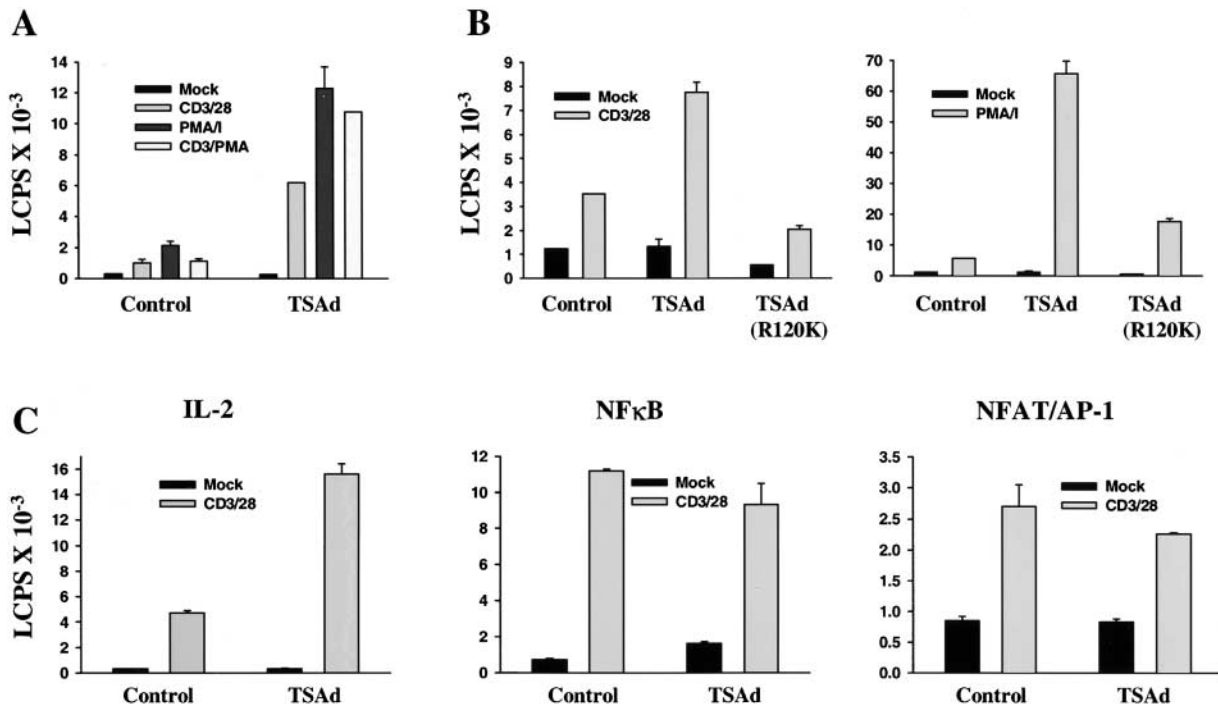 A
LCPS X 10-3
14
12
10
8
6
4
2
0
Mock
CD3/28
PMA/I
CD3/PMA
Control TSAd
B
LCPS X 10-3
9
8
7
6
5
4
3
2
1
0
Mock
CD3/28
Control TSAd TSAd
(R120K)
70
60
50
40
30
20
10
0
Mock
PMA/I
Control TSAd TSAd
(R120K)
C
IL-2
LCPS X 10-3
16
14
12
10
8
6
4
2
0
Mock
CD3/28
Control TSAd
NFκB
12
10
8
6
4
2
0
Mock
CD3/28
Control TSAd
NFAT/AP-1
3.5
3.0
2.5
2.0
1.5
1.0
0.5
0.0
Mock
CD3/28
Control TSAd